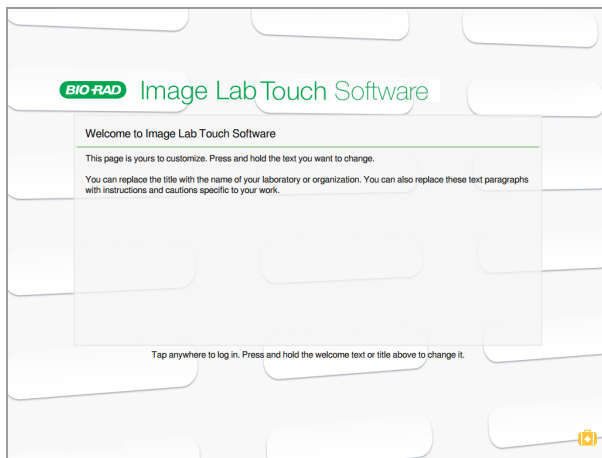 BIO-RAD Image Lab Touch Software
Welcome to Image Lab Touch Software
This page is yours to customize. Press and hold the text you want to change.
You can replace the title with the name of your laboratory or organization. You can also replace these text paragraphs
with instructions and cautions specific to your work.
Tap anywhere to log in. Press and hold the welcome text or title above to change it.